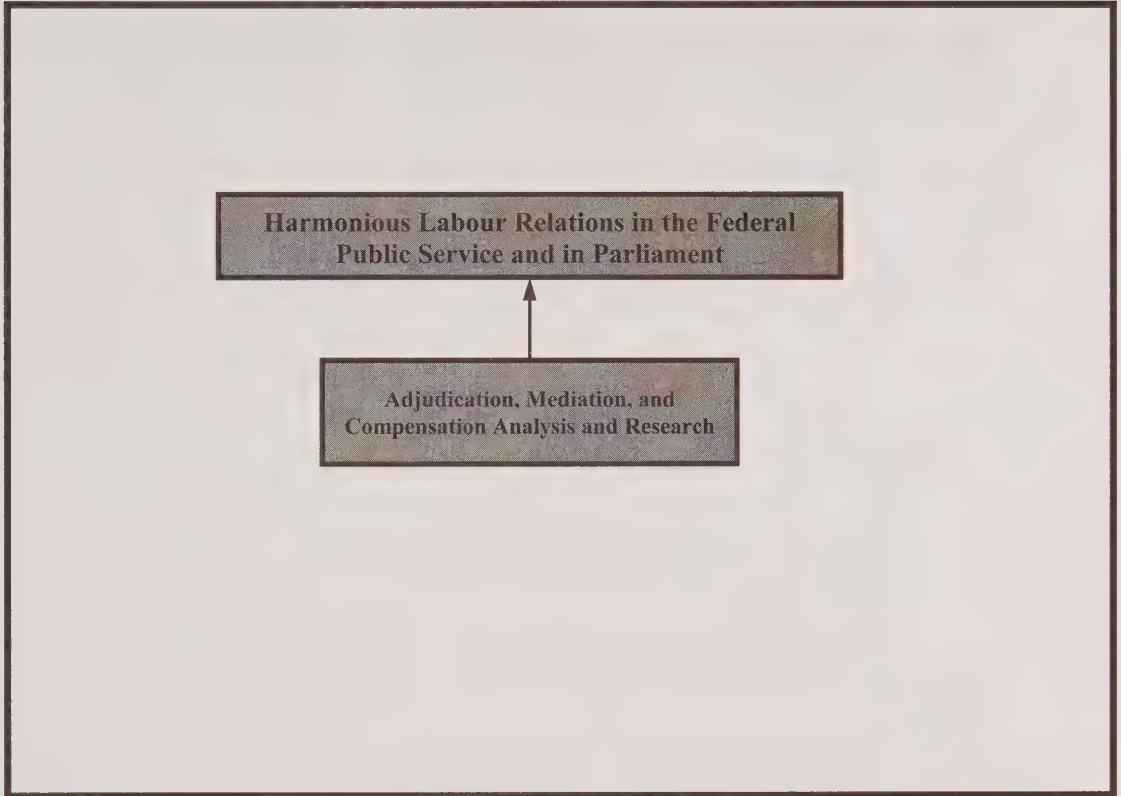 Harmonious Labour Relations in the Federal
Public Service and in Parliament
Adjudication, Mediation, and
Compensation Analysis and Research